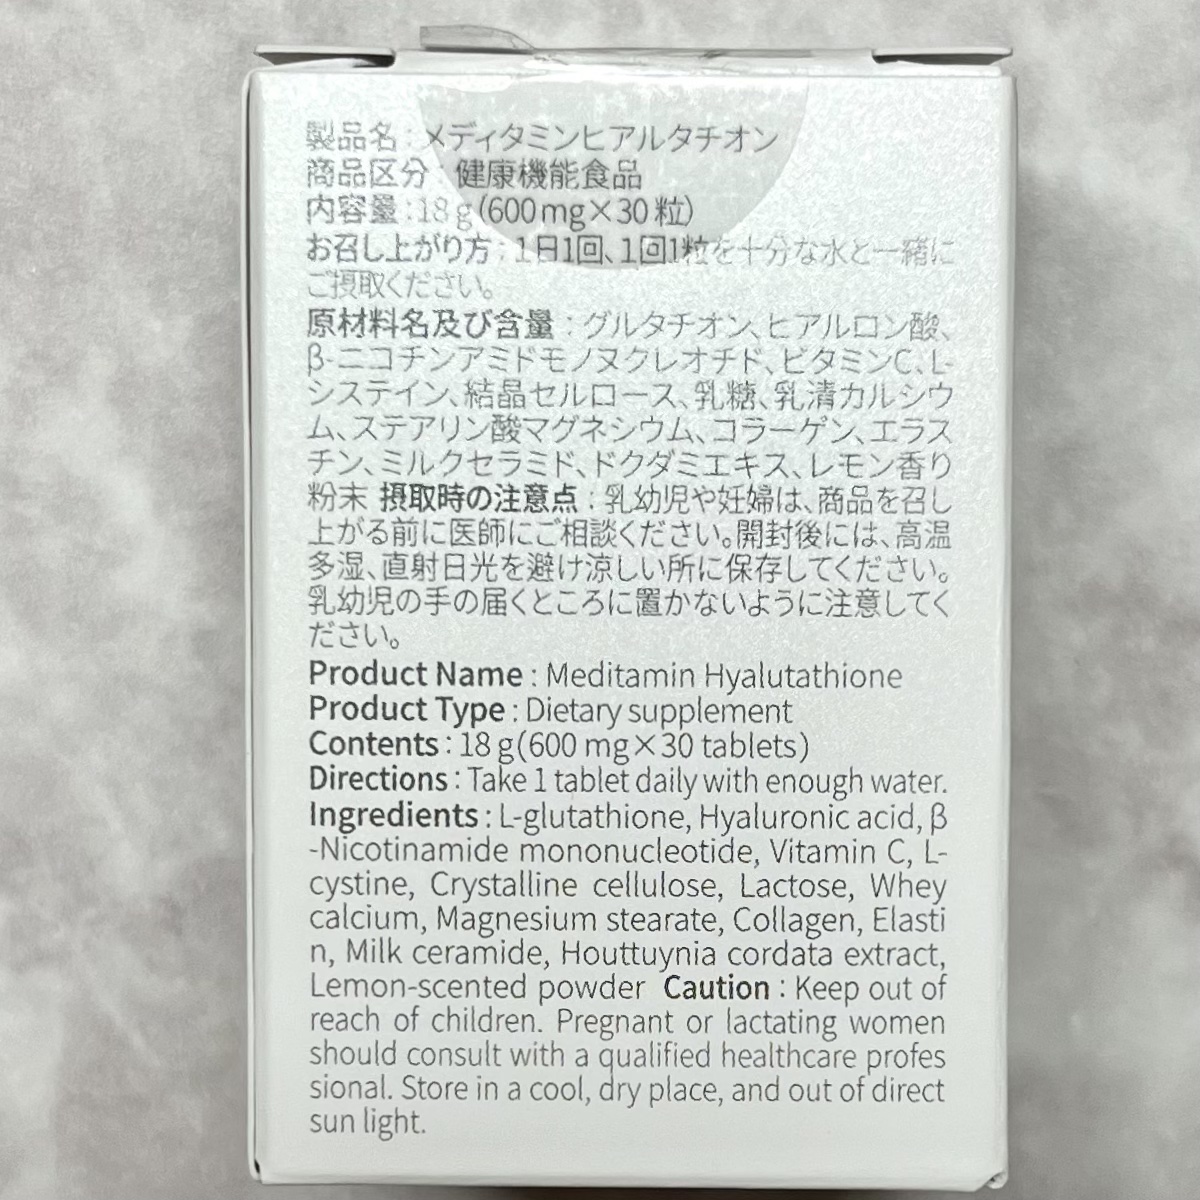 製品名：メディタミンヒアルタチオン
商品区分：健康機能食品
内容量：18g(600mg×30粒)
お召し上がり方：1日1回、1回1粒を十分な水と一緒に
ご摂取ください。
原材料名及び含量：グルタチオン、ヒアルロン酸、
β-ニコチンアミドモノヌクレオチド、ビタミンC、L-
システイン、結晶セルロース、乳糖、乳清カルシウ
ム、ステアリン酸マグネシウム、コラーゲン、エラス
チン、ミルクセラミド、ドクダミエキス、レモン香り
粉末 摂取時の注意点：乳幼児や妊婦は、商品を召し
上がる前に医師にご相談ください。開封後には、高温
多湿、直射日光を避け涼しい所に保存してください。
乳幼児の手の届くところに置かないように注意してく
ださい。
Product Name : Meditamin Hyalutathione
Product Type : Dietary supplement
Contents : 18 g(600 mg×30 tablets)
Directions : Take 1 tablet daily with enough water.
Ingredients : L-glutathione, Hyaluronic acid, β
-Nicotinamide mononucleotide, Vitamin C, L-
cystine, Crystalline cellulose, Lactose, Whey
calcium, Magnesium stearate, Collagen, Elasti
n, Milk ceramide, Houttuynia cordata extract,
Lemon-scented powder Caution : Keep out of
reach of children. Pregnant or lactating women
should consult with a qualified healthcare profes
sional. Store in a cool, dry place, and out of direct
sun light.